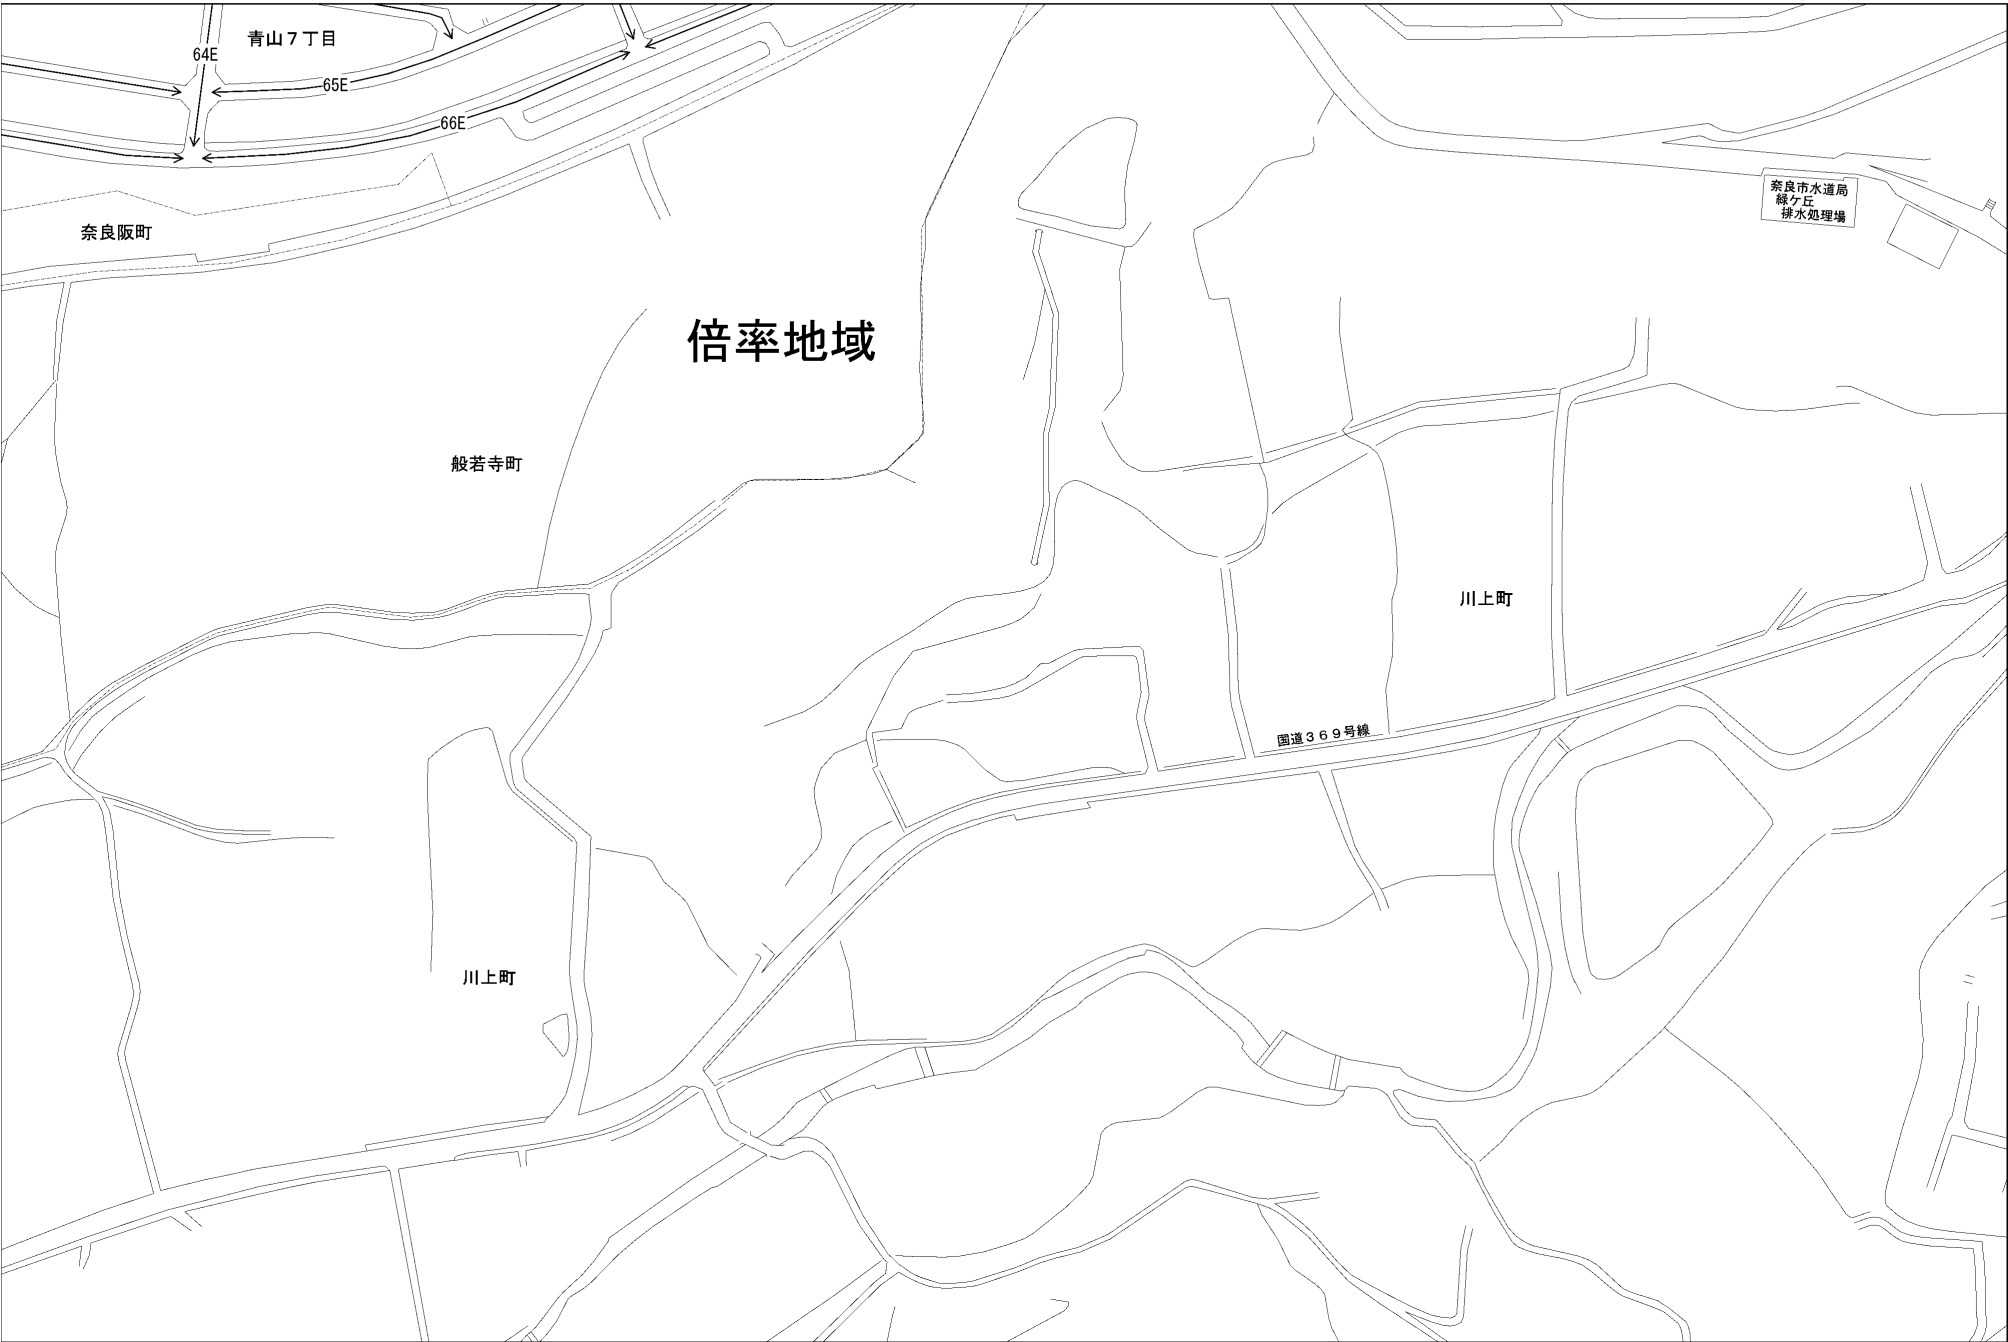 青山７丁目
64E
65E
66E
奈良市水道局
緑ケ丘
排水処理場
奈良阪町
倍率地域
般若寺町
川上町
国道３６９号線
川上町